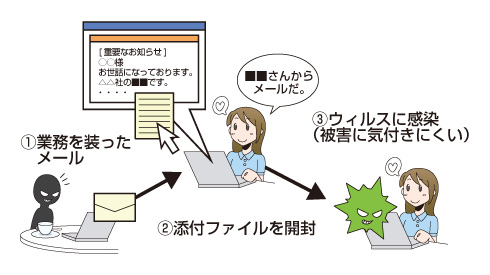 [ 重要なお知らせ ]
○○様
お世話になっております。
△△社の■■です。
・・・・
■■さんから
メールだ。
①業務を装った
メール
②添付ファイルを開封
③ウィルスに感染
（被害に気付きにくい）